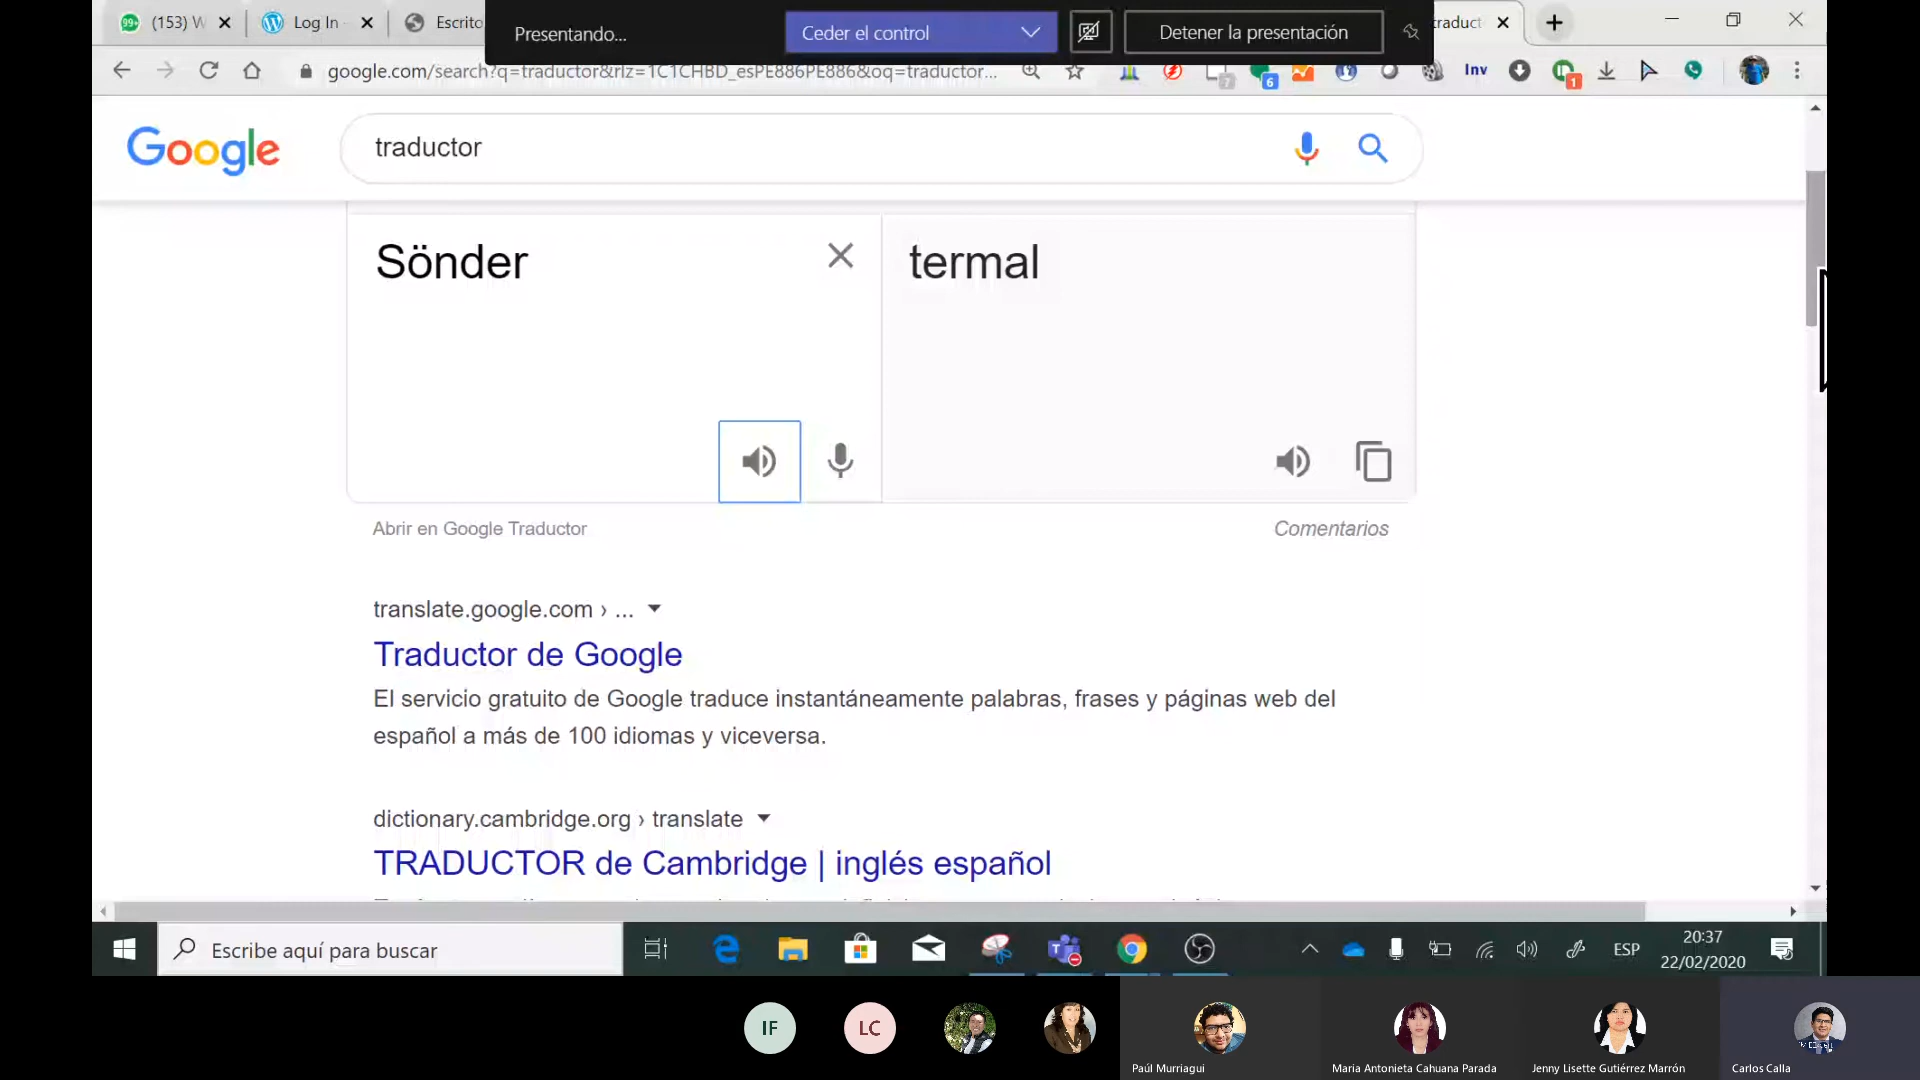 (153) W
Log In
Escrito
Presentando...
Ceder el control
Detener la presentación
traduct
google.com/search?q=traductor&rlz=1C1CHBD_esPE886PE886&oq=traductor...
7
6
Inv
1
Google
traductor
Sönder
termal
Abrir en Google Traductor
Comentarios
translate.google.com › ...
Traductor de Google
El servicio gratuito de Google traduce instantáneamente palabras, frases y páginas web del
español a más de 100 idiomas y viceversa.
dictionary.cambridge.org › translate
TRADUCTOR de Cambridge | inglés español
Escribe aquí para buscar
ESP
20:37
22/02/2020
IF
LC
Paúl Murriagui
Maria Antonieta Cahuana Parada
Jenny Lisette Gutiérrez Marrón
Carlos Calla